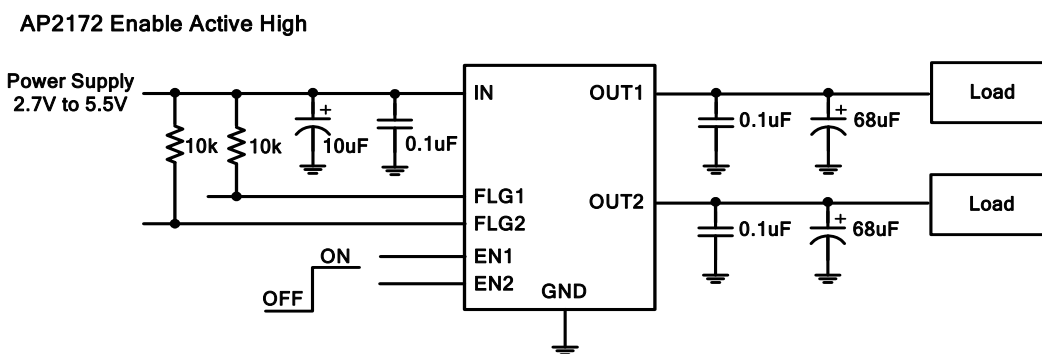 AP2172 Enable Active High
Power Supply
2.7V to 5.5V
IN
OUT1
Load
10k
10k
10uF
0.1uF
0.1uF
68uF
FLG1
OUT2
Load
FLG2
0.1uF
68uF
ON
EN1
OFF
EN2
GND